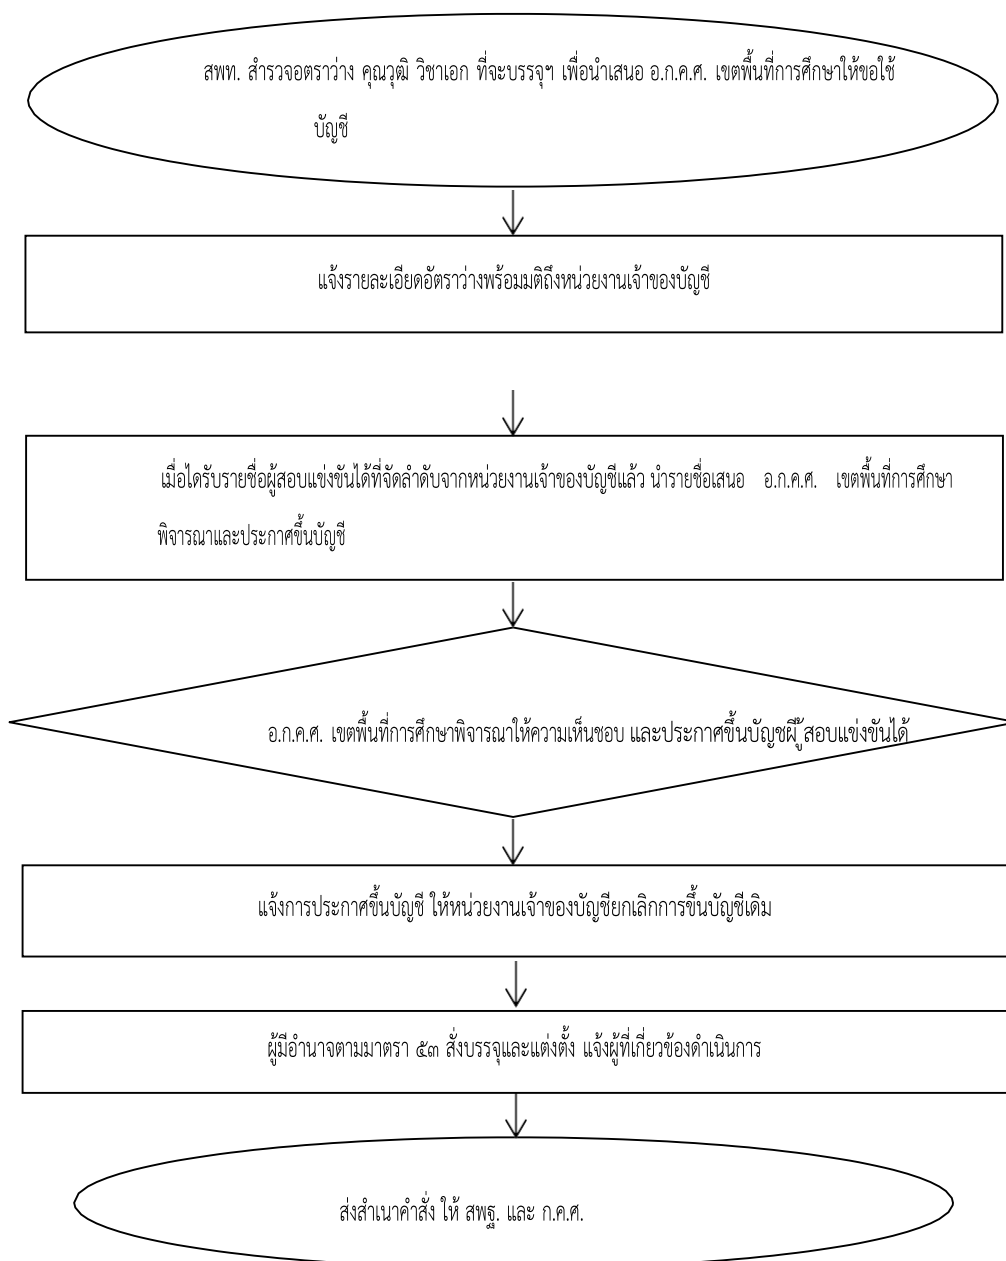 สพท. สำรวจอตราว่าง คุณวุฒิ วิชาเอก ที่จะบรรจุฯ เพื่อนำเสนอ อ.ก.ค.ศ. เขตพื้นที่การศึกษาให้ขอใช้
บัญชี
แจ้งรายละเอียดอัตราว่างพร้อมมติถึงหน่วยงานเจ้าของบัญชี
เมื่อไดรับรายชื่อผู้สอบแข่งขันได้ที่จัดลำดับจากหน่วยงานเจ้าของบัญชีแล้ว นำรายชื่อเสนอ อ.ก.ค.ศ. เขตพื้นที่การศึกษา
พิจารณาและประกาศขึ้นบัญชี
อ.ก.ค.ศ. เขตพื้นที่การศึกษาพิจารณาให้ความเห็นชอบ และประกาศขึ้นบัญชผี ู้สอบแข่งขันได้
แจ้งการประกาศขึ้นบัญชี ให้หน่วยงานเจ้าของบัญชียกเลิกการขึ้นบัญชีเดิม
ผู้มีอำนาจตามมาตรา ๕๓ สั่งบรรจุและแต่งตั้ง แจ้งผู้ที่เกี่ยวข้องดำเนินการ
ส่งสำเนาคำสั่ง ให้ สพฐ. และ ก.ค.ศ.